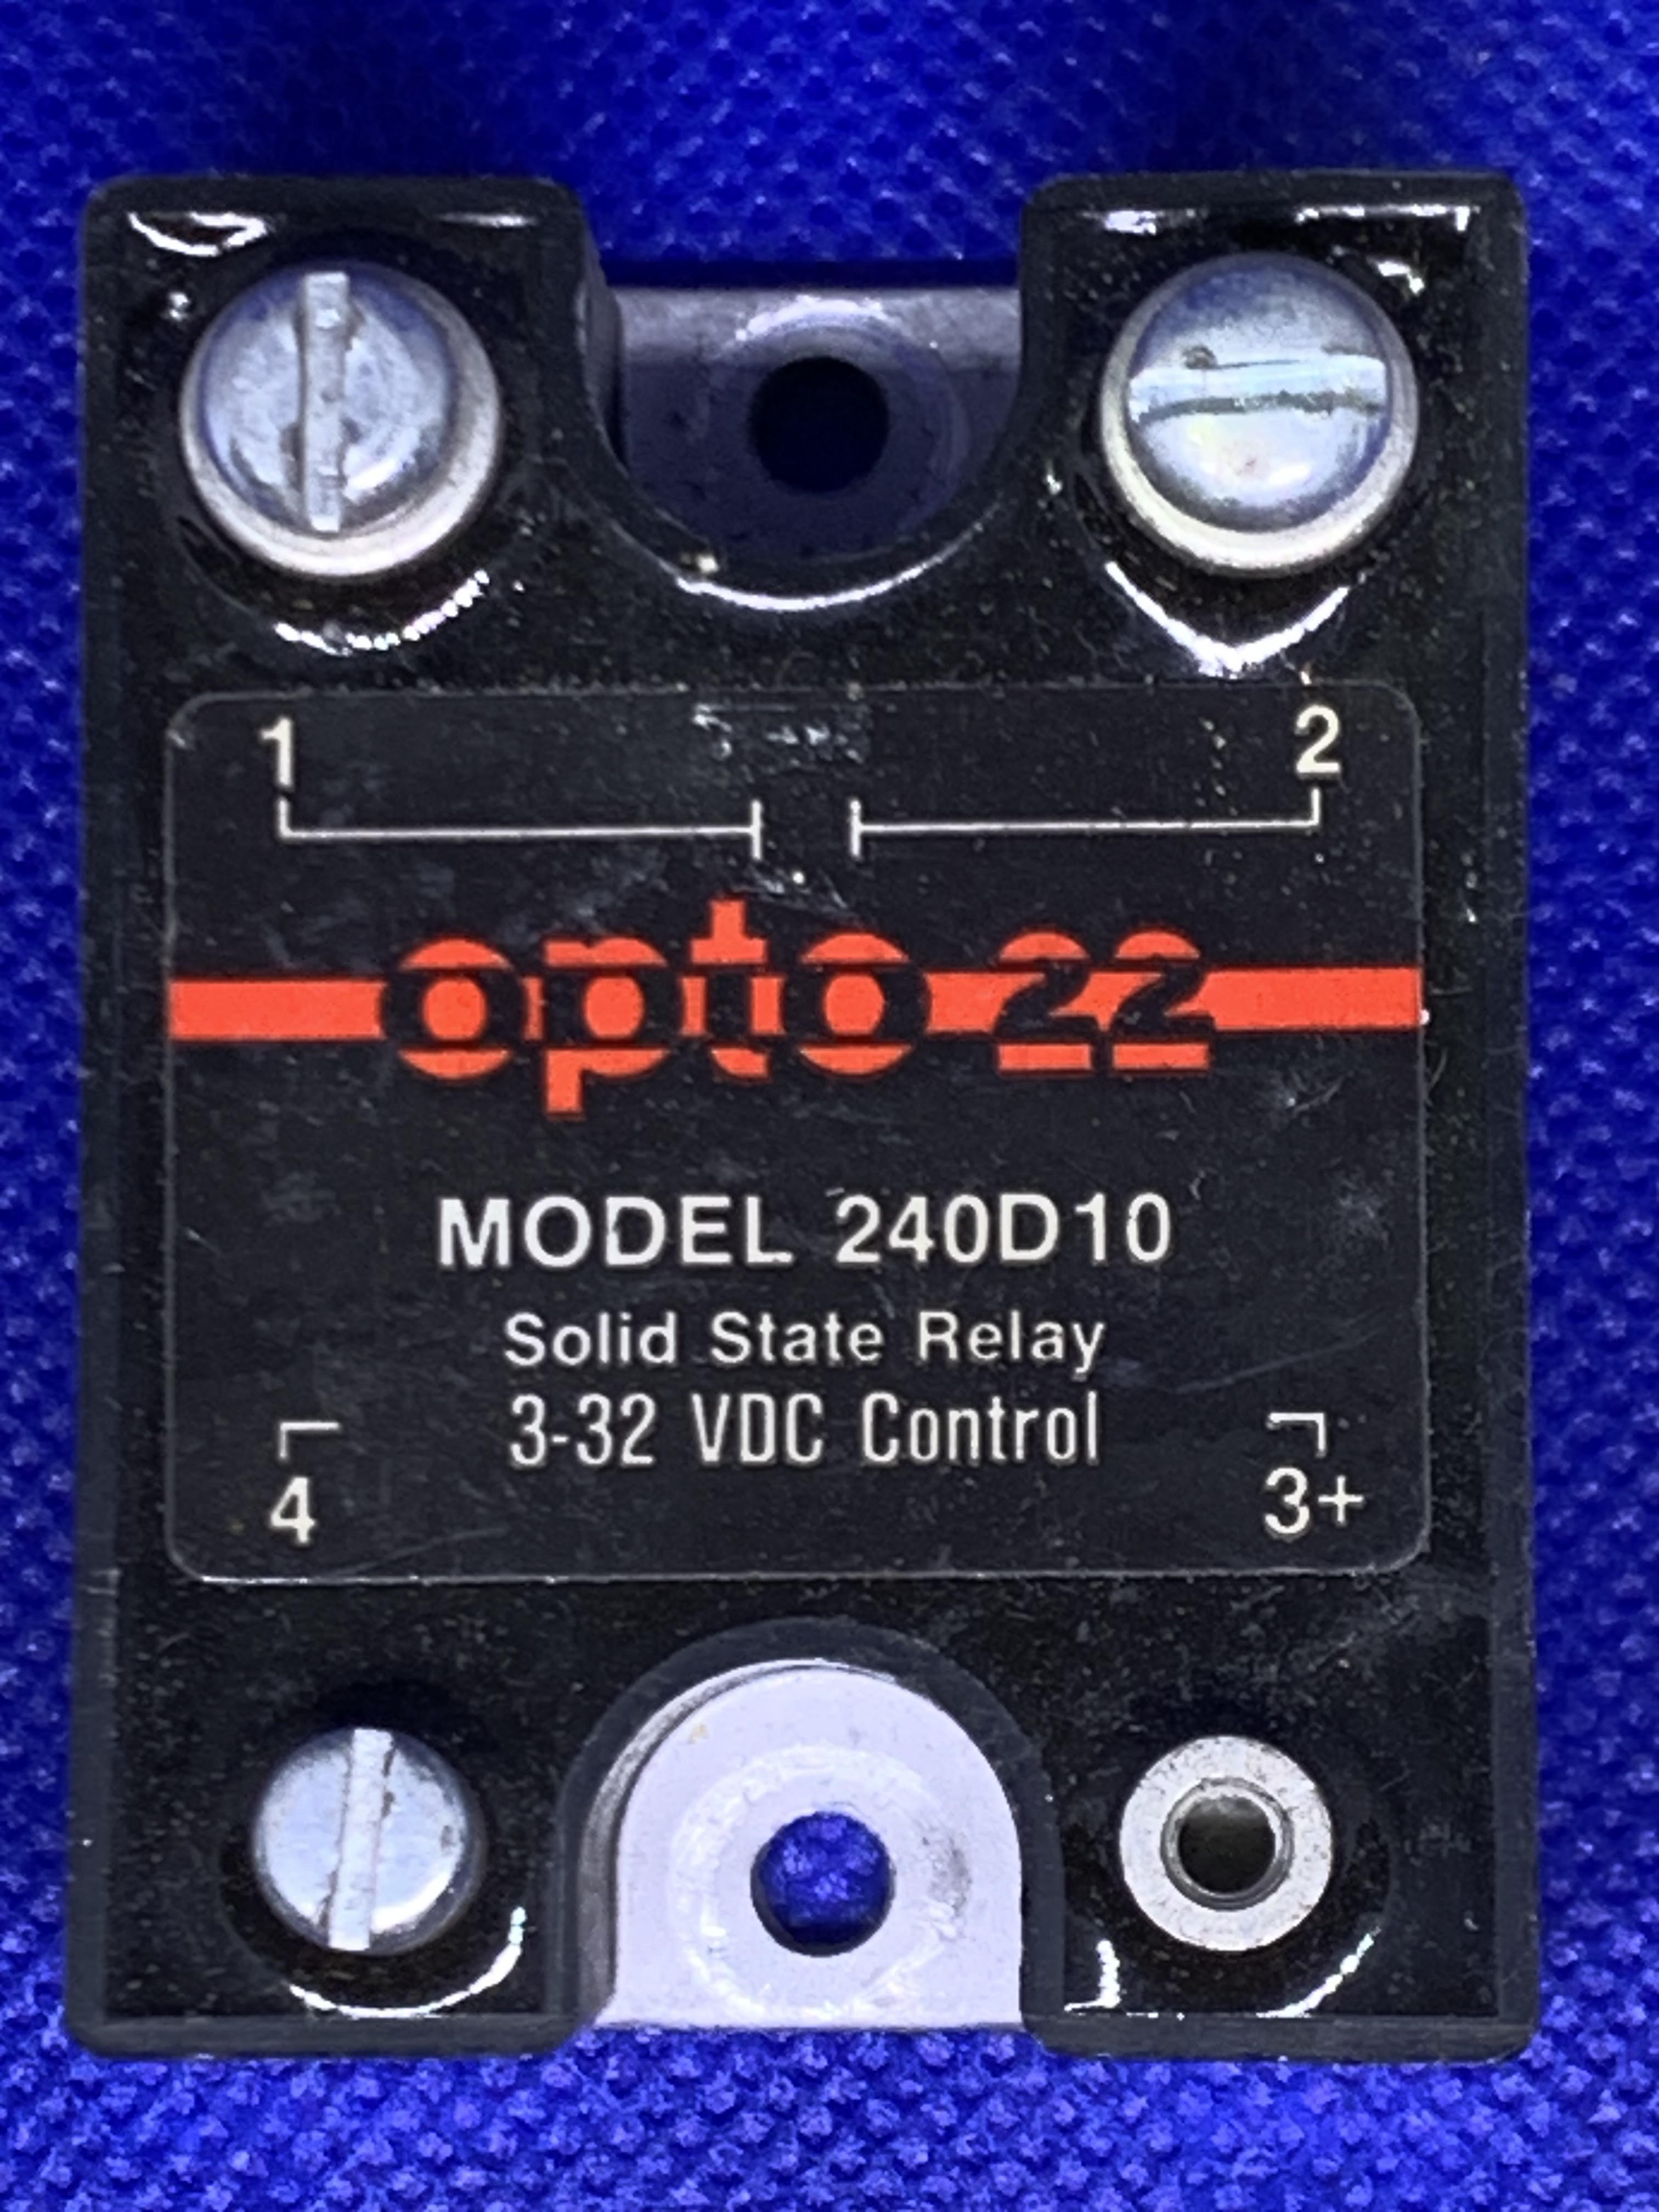 1 2
opto 22
MODEL 240D10
Solid State Relay
3-32 VDC Control
4 3+